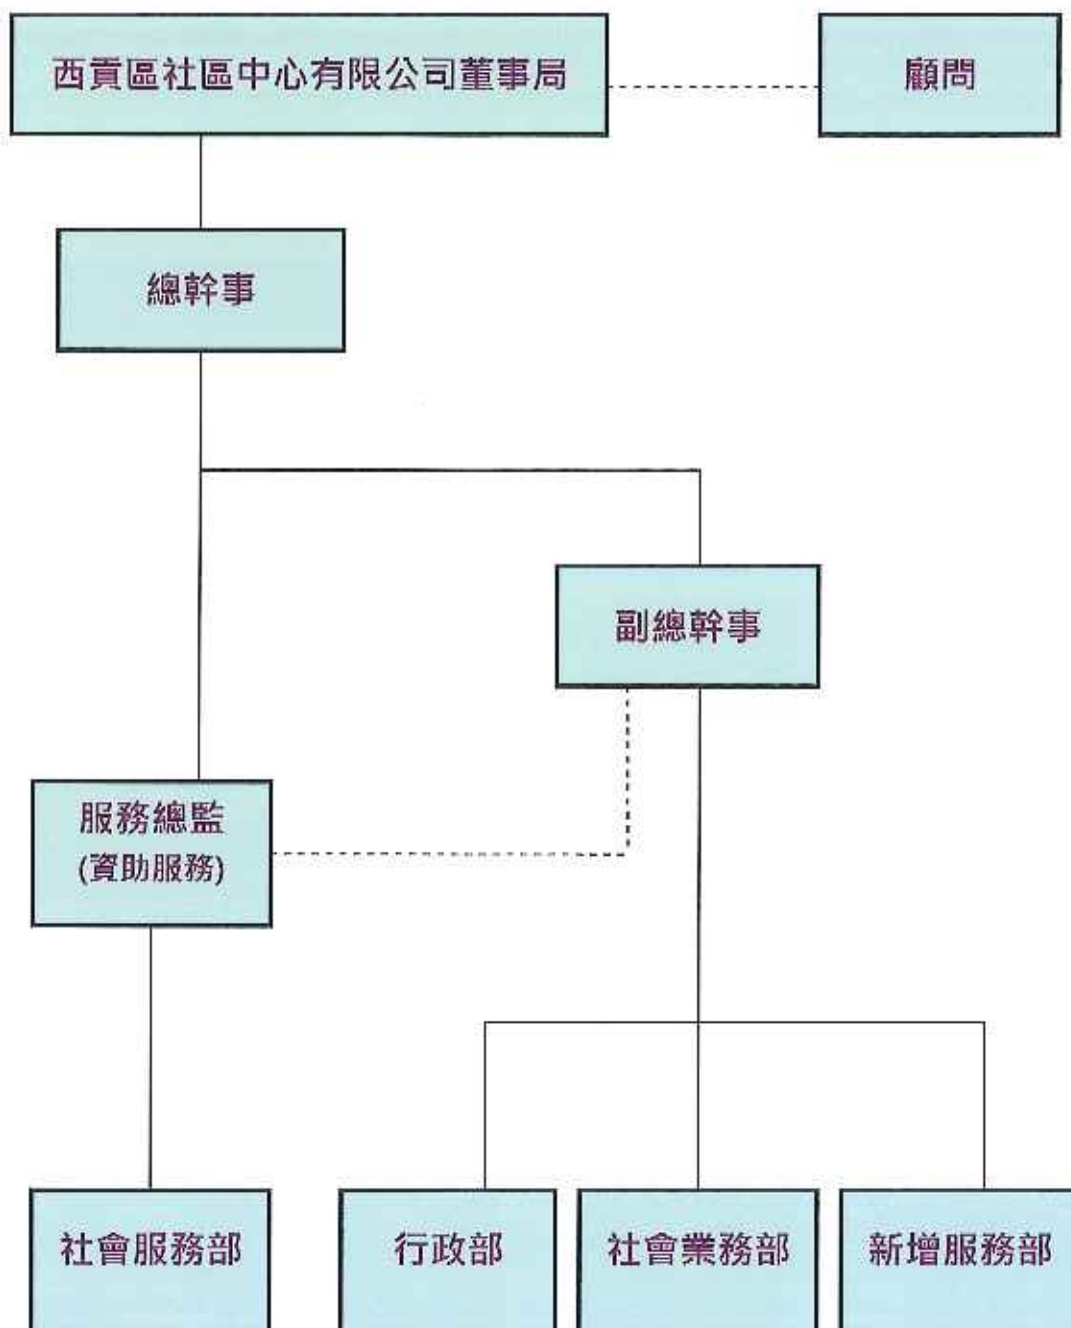 西貢區社區中心有限公司董事局
顧問
總幹事
副總幹事
服務總監
(資助服務)
社會服務部
行政部
社會業務部
新增服務部